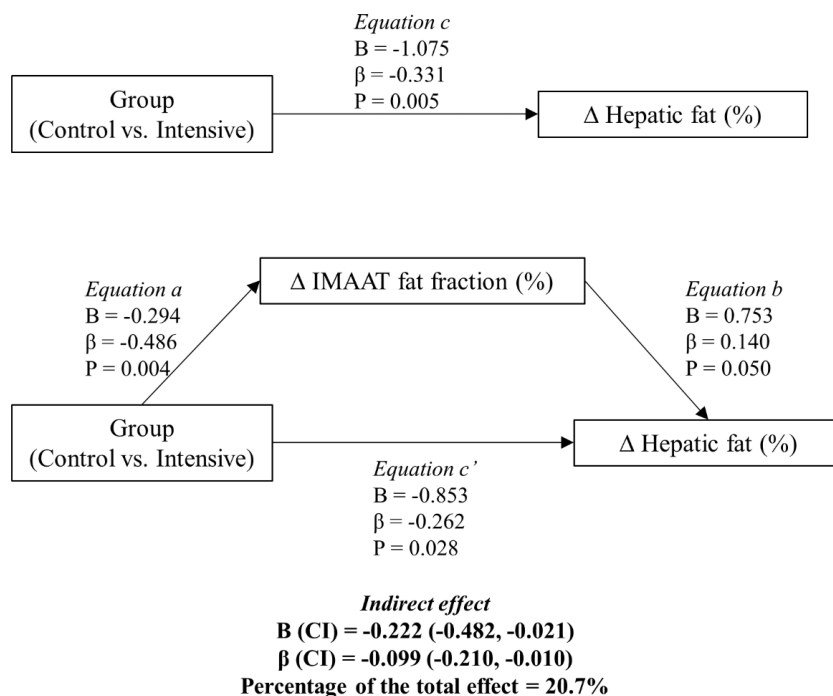 Equation c
B = -1.075
β = -0.331
P = 0.005
Group
(Control vs. Intensive)
Δ Hepatic fat (%)
Δ IMAAT fat fraction (%)
Equation a
B = -0.294
β = -0.486
P = 0.004
Equation b
B = 0.753
β = 0.140
P = 0.050
Group
(Control vs. Intensive)
Δ Hepatic fat (%)
Equation c’
B = -0.853
β = -0.262
P = 0.028
Indirect effect
B (CI) = -0.222 (-0.482, -0.021)
β (CI) = -0.099 (-0.210, -0.010)
Percentage of the total effect = 20.7%